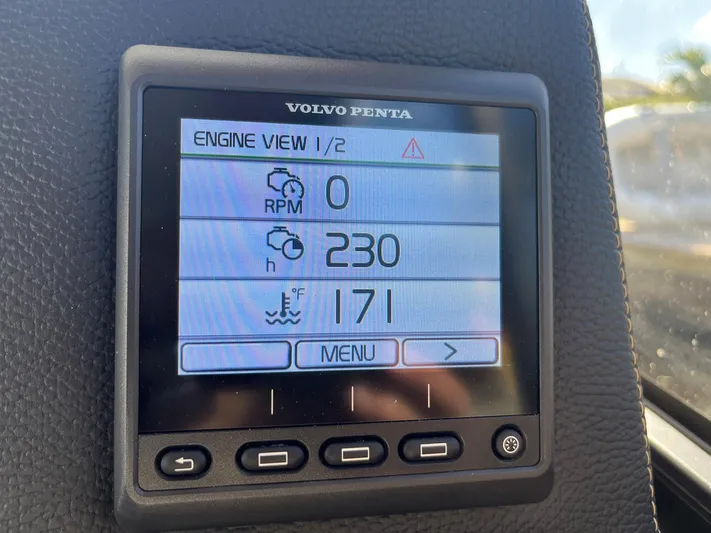 VOLVO PENTA
ENGINE VIEW 1/2
RPM 0
h 230
°F 171
MENU >